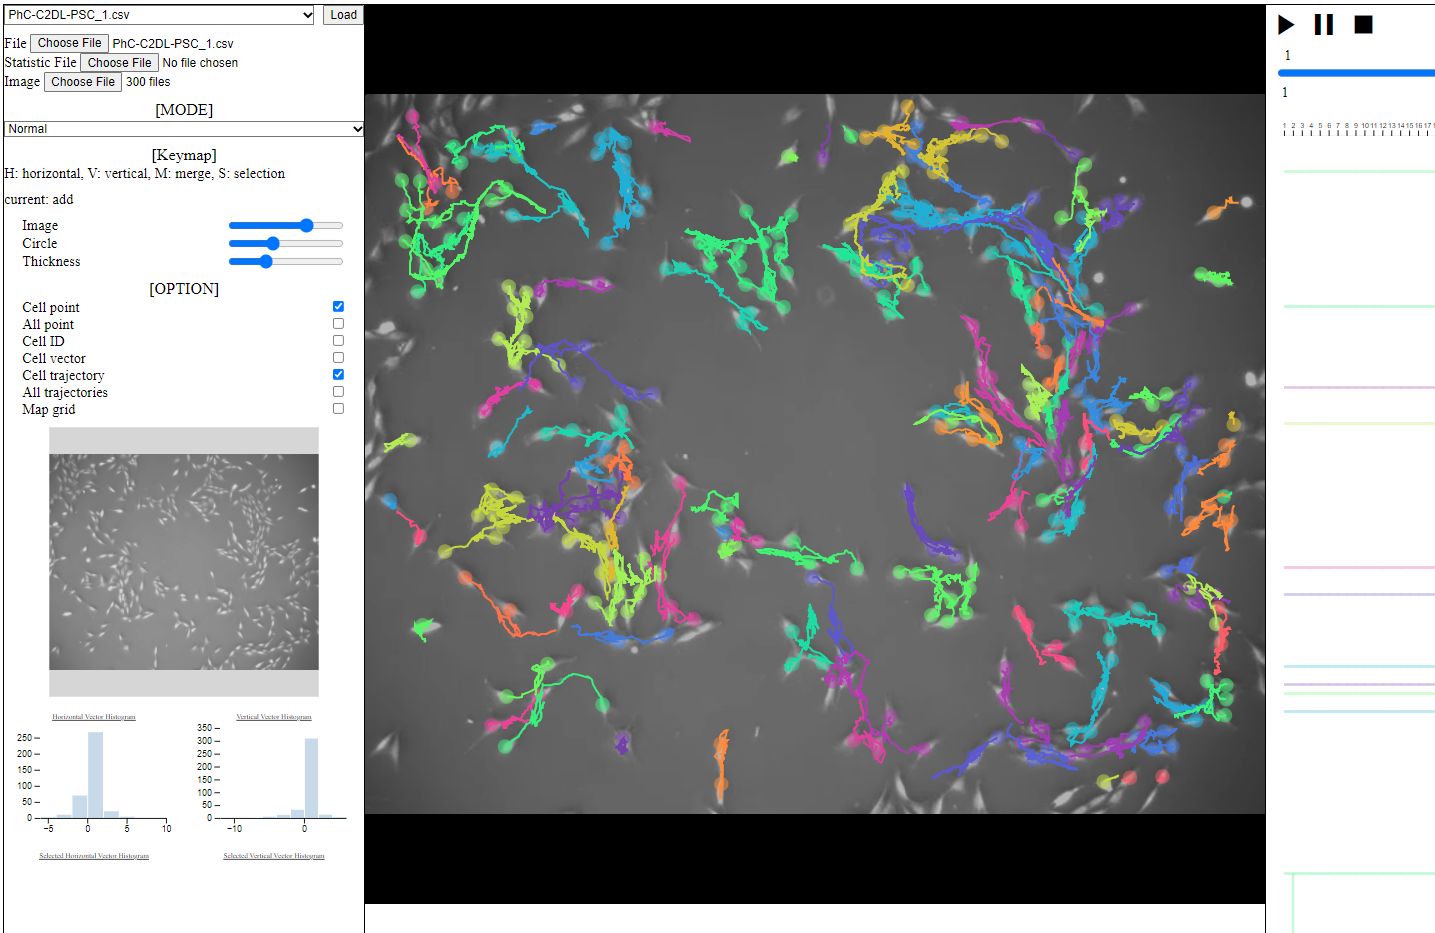 PhC-C2DL-PSC_1.csv Load
File Choose File PhC-C2DL-PSC_1.csv
Statistic File Choose File No file chosen
Image Choose File 300 files
[MODE]
Normal
[Keymap]
H: horizontal, V: vertical, M: merge, S: selection
current: add
Image
Circle
Thickness
[OPTION]
Cell point
All point
Cell ID
Cell vector
Cell trajectory
All trajectories
Map grid
Horizontal Vector Histogram
250
200
150
100
50
0
−5 0 5 10
Vertical Vector Histogram
350
300
250
200
150
100
50
0
−10 0
Selected Horizontal Vector Histogram
Selected Vertical Vector Histogram
1
1
1 2 3 4 5 6 7 8 9 10 11 12 13 14 15 16 17